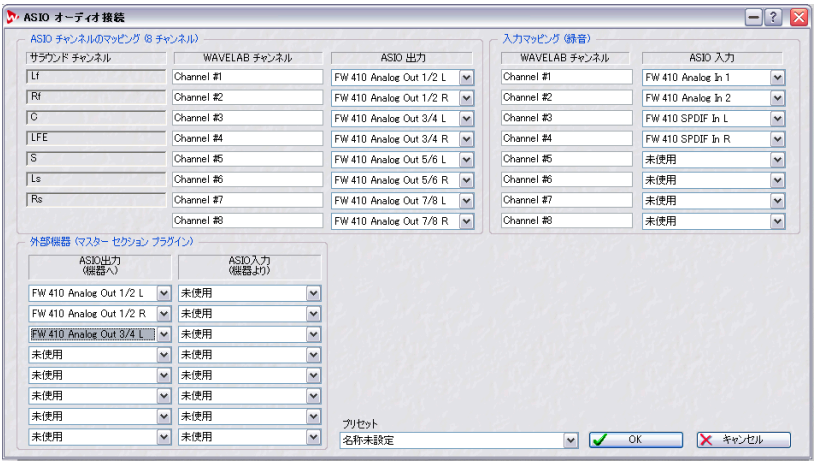 ASIO オーディオ接続
ASIO チャンネルのマッピング (8 チャンネル)
サラウンド チャンネル WAVELAB チャンネル ASIO 出力
Lf Channel #1 FW 410 Analog Out 1/2 L
Rf Channel #2 FW 410 Analog Out 1/2 R
C Channel #3 FW 410 Analog Out 3/4 L
LFE Channel #4 FW 410 Analog Out 3/4 R
S Channel #5 FW 410 Analog Out 5/6 L
Ls Channel #6 FW 410 Analog Out 5/6 R
Rs Channel #7 FW 410 Analog Out 7/8 L
Channel #8 FW 410 Analog Out 7/8 R
入力マッピング (録音)
WAVELAB チャンネル ASIO 入力
Channel #1 FW 410 Analog In 1
Channel #2 FW 410 Analog In 2
Channel #3 FW 410 SPDIF In L
Channel #4 FW 410 SPDIF In R
Channel #5 未使用
Channel #6 未使用
Channel #7 未使用
Channel #8 未使用
外部機器 (マスター セクション プラグイン)
ASIO出力 ASIO入力
(機器へ) (機器より)
FW 410 Analog Out 1/2 L 未使用
FW 410 Analog Out 1/2 R 未使用
FW 410 Analog Out 3/4 L 未使用
未使用 未使用
未使用 未使用
未使用 未使用
未使用 未使用
未使用 未使用
プリセット
名称未設定 OK キャンセル